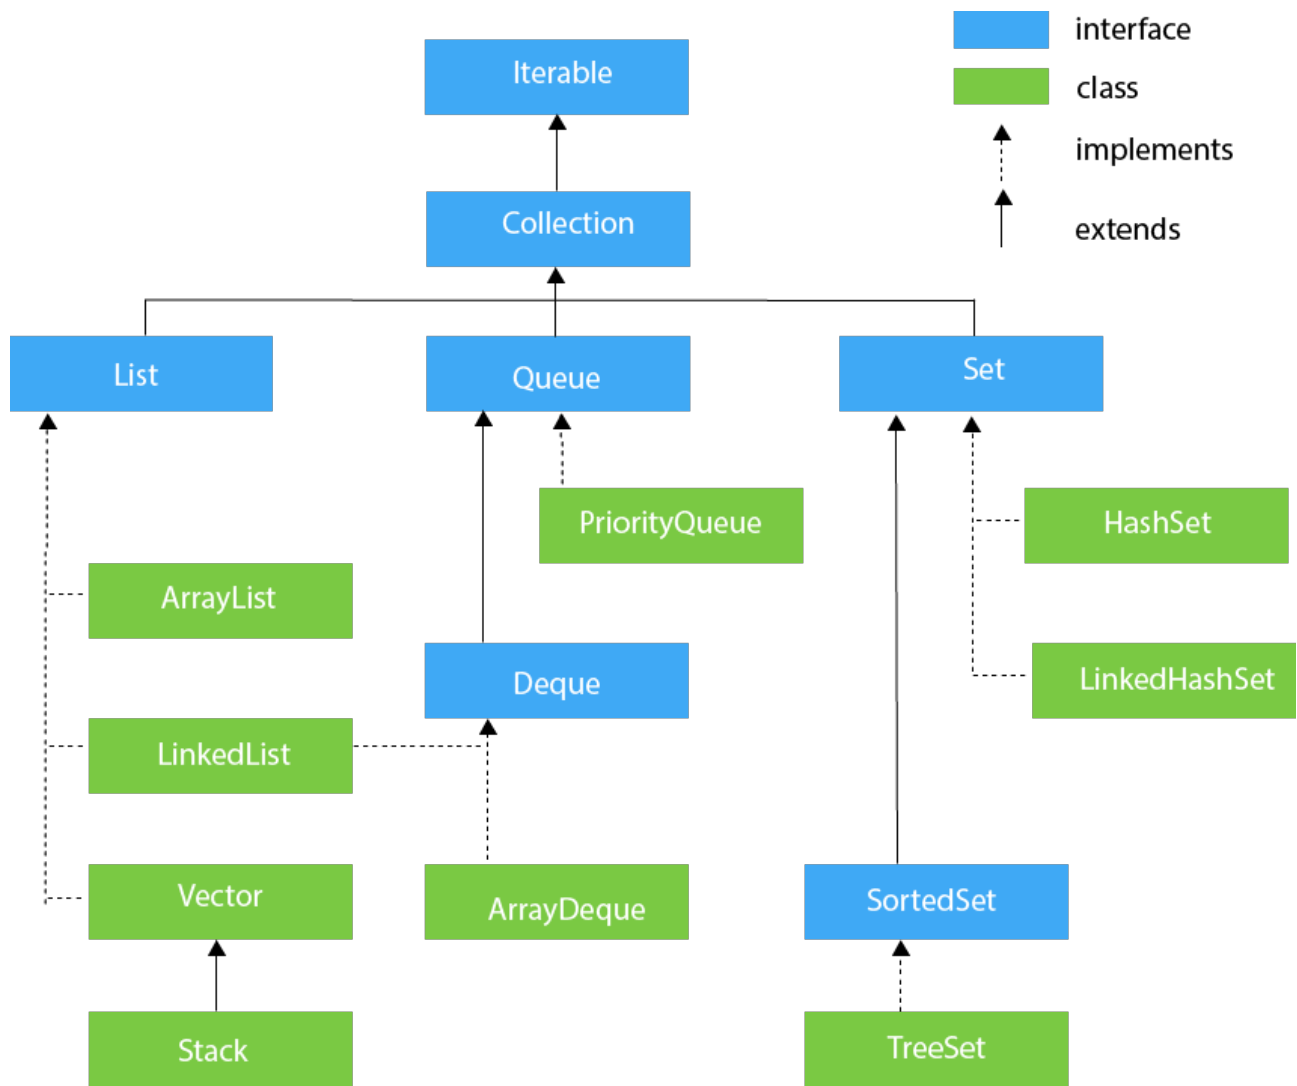 interface
class
implements
extends
Iterable
Collection
List
Queue
Set
PriorityQueue
HashSet
ArrayList
Deque
LinkedHashSet
LinkedList
Vector
ArrayDeque
SortedSet
Stack
TreeSet